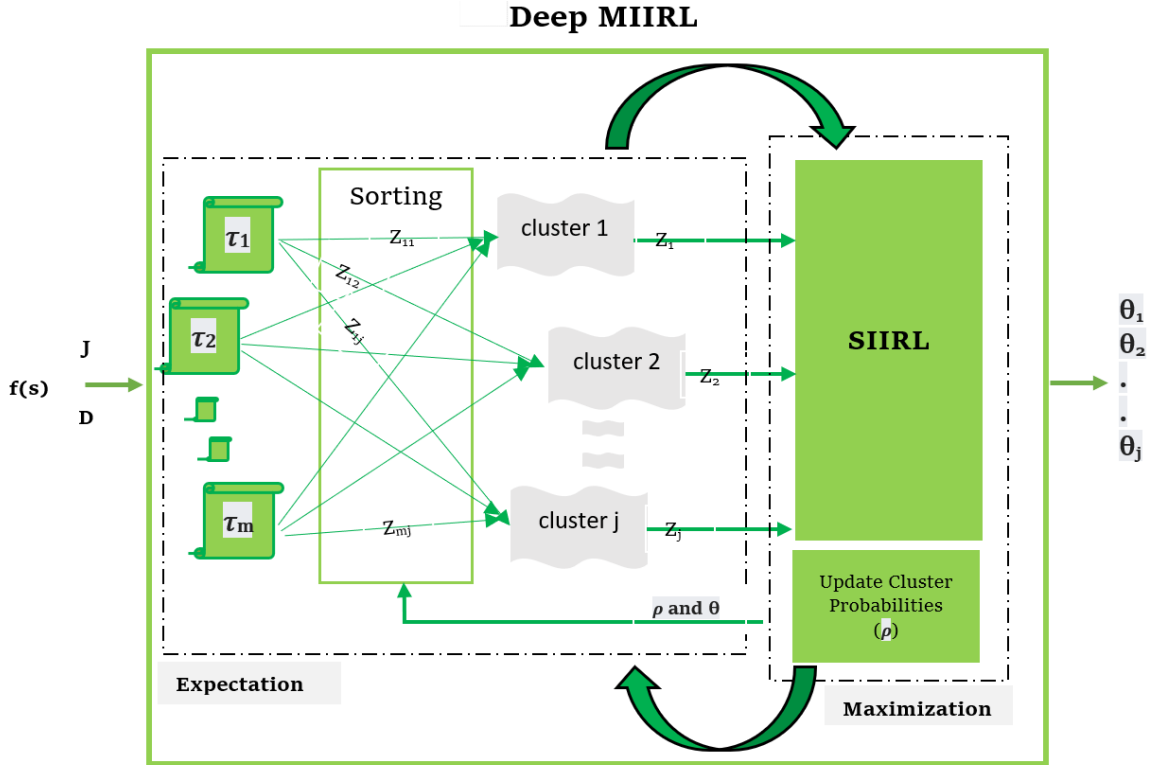 Deep MIIRL
J
f(s)
D
τ1
τ2
τm
Sorting
Z11
Z12
Z1j
Zmj
cluster 1
cluster 2
cluster j
Z1
Z2
Zj
ρ and θ
Expectation
SIIRL
Update Cluster
Probabilities
(ρ)
Maximization
θ1
θ2
.
.
θj